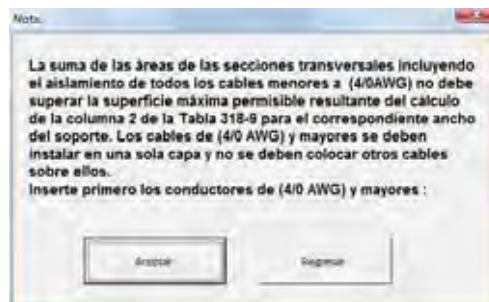 Nota.
La suma de las áreas de las secciones transversales incluyendo
el aislamiento de todos los cables menores a (4/0AWG) no debe
superar la superficie máxima permisible resultante del cálculo
de la columna 2 de la Tabla 318-9 para el correspondiente ancho
del soporte. Los cables de (4/0 AWG) y mayores se deben
instalar en una sola capa y no se deben colocar otros cables
sobre ellos.
Inserte primero los conductores de (4/0 AWG) y mayores :
Aceptar
Regresar